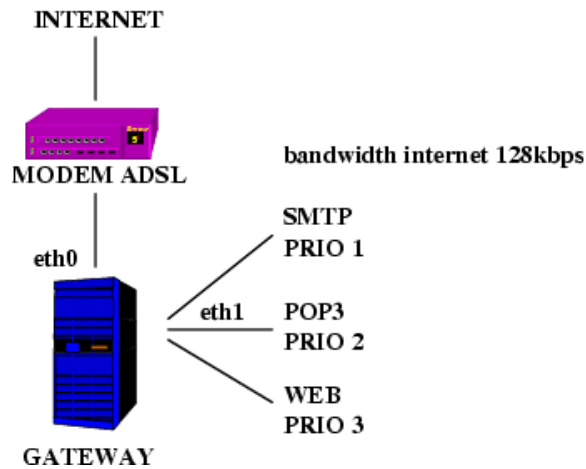 INTERNET
MODEM ADSL
bandwidth internet 128kbps
eth0
SMTP
PRIO 1
eth1
POP3
PRIO 2
WEB
PRIO 3
GATEWAY